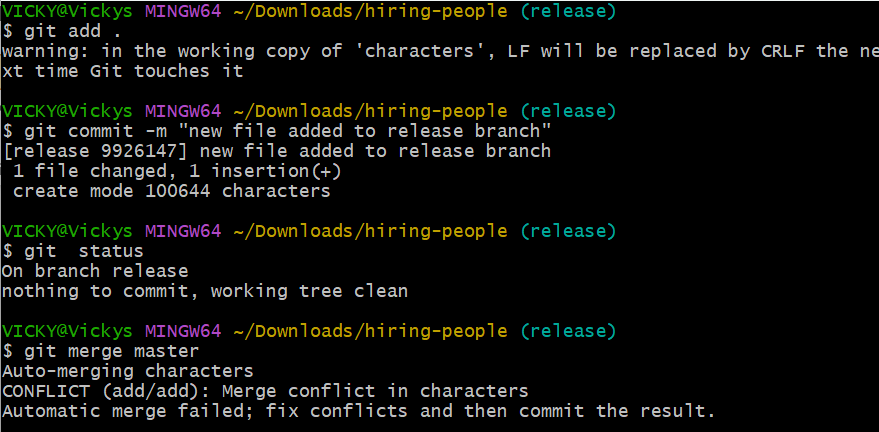 VICKY@Vickys MINGW64 ~/Downloads/hiring-people (release)
$ git add .
warning: in the working copy of 'characters', LF will be replaced by CRLF the ne
xt time Git touches it
VICKY@Vickys MINGW64 ~/Downloads/hiring-people (release)
$ git commit -m "new file added to release branch"
[release 9926147] new file added to release branch
 1 file changed, 1 insertion(+)
 create mode 100644 characters
VICKY@Vickys MINGW64 ~/Downloads/hiring-people (release)
$ git  status
On branch release
nothing to commit, working tree clean
VICKY@Vickys MINGW64 ~/Downloads/hiring-people (release)
$ git merge master
Auto-merging characters
CONFLICT (add/add): Merge conflict in characters
Automatic merge failed; fix conflicts and then commit the result.